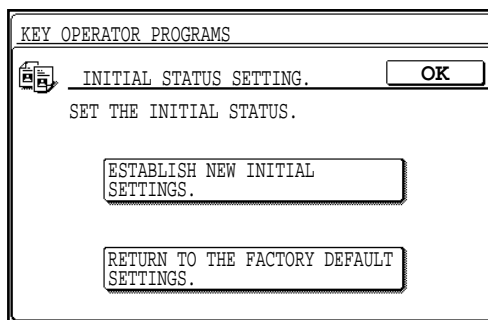 KEY OPERATOR PROGRAMS
INITIAL STATUS SETTING.
OK
SET THE INITIAL STATUS.
ESTABLISH NEW INITIAL
SETTINGS.
RETURN TO THE FACTORY DEFAULT
SETTINGS.